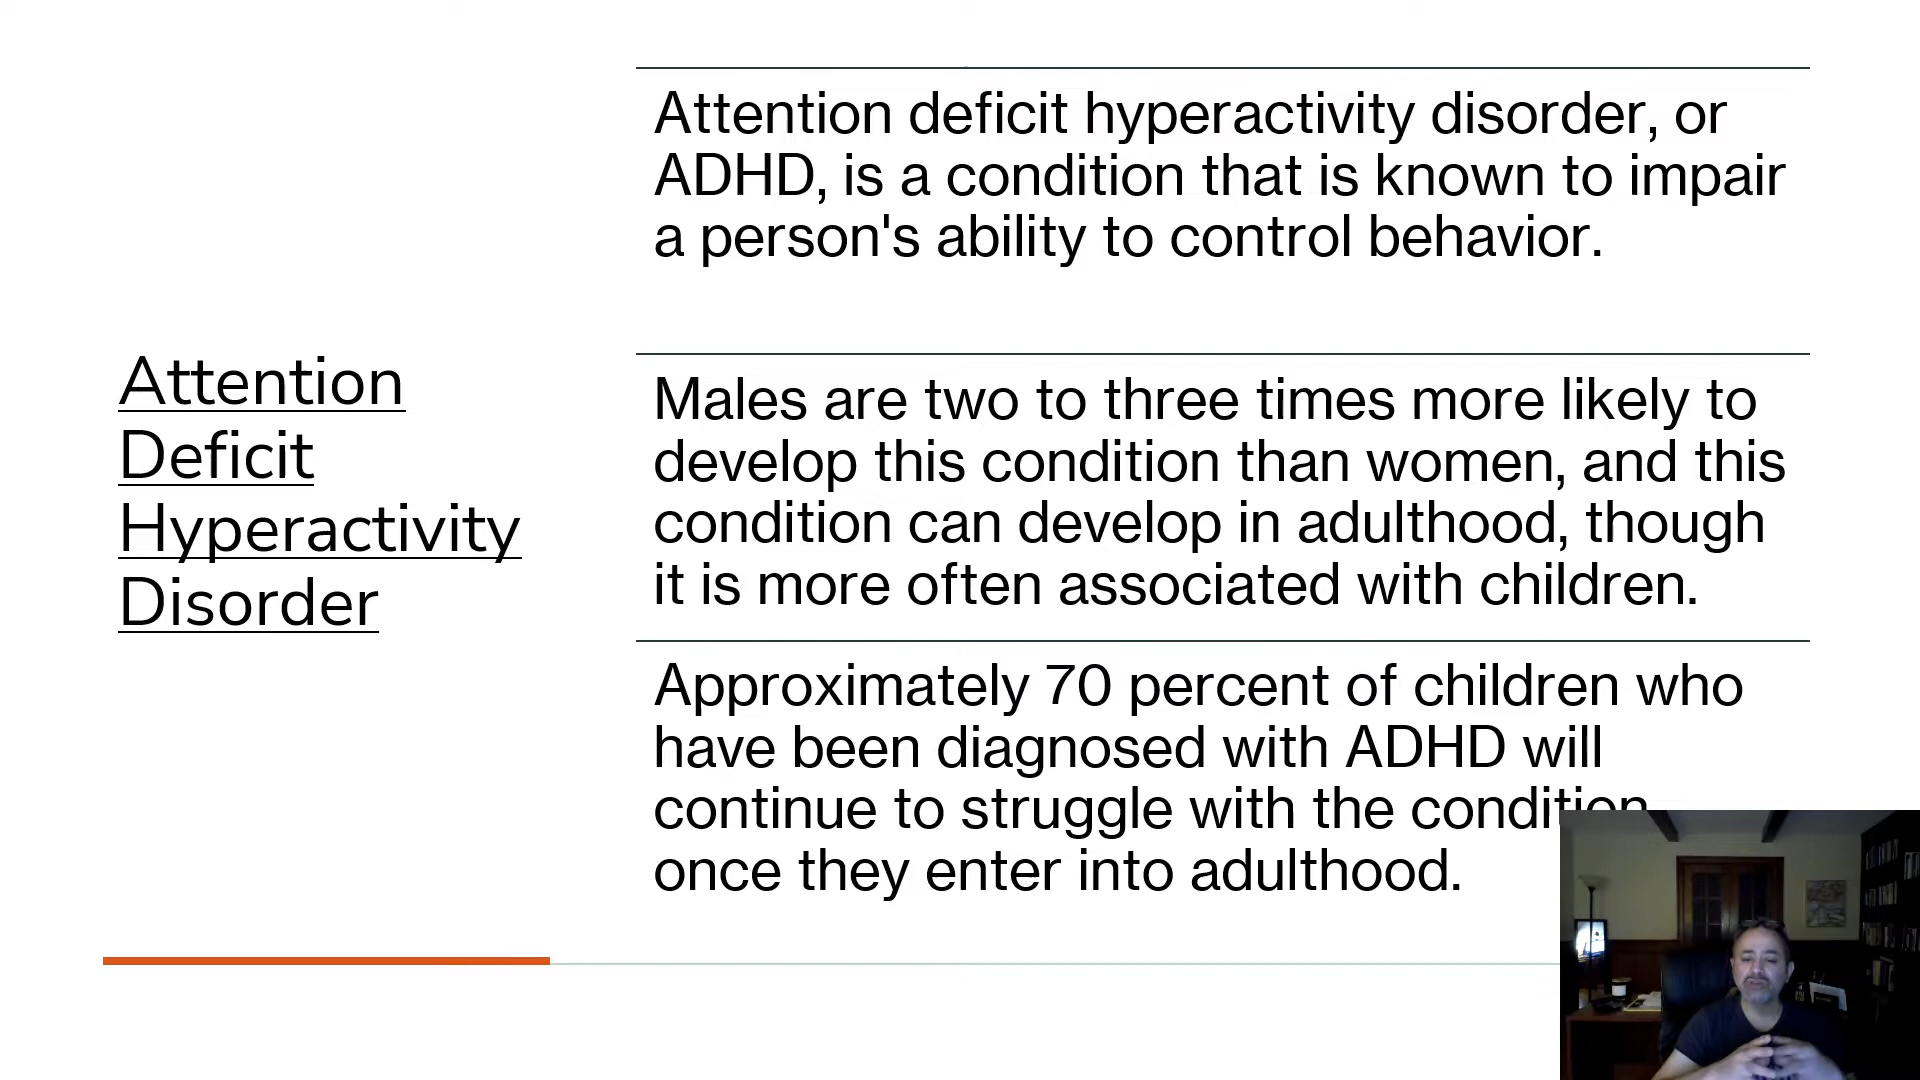 Attention
Deficit
Hyperactivity
Disorder
Attention deficit hyperactivity disorder, or
ADHD, is a condition that is known to impair
a person's ability to control behavior.
Males are two to three times more likely to
develop this condition than women, and this
condition can develop in adulthood, though
it is more often associated with children.
Approximately 70 percent of children who
have been diagnosed with ADHD will
continue to struggle with the condition
once they enter into adulthood.